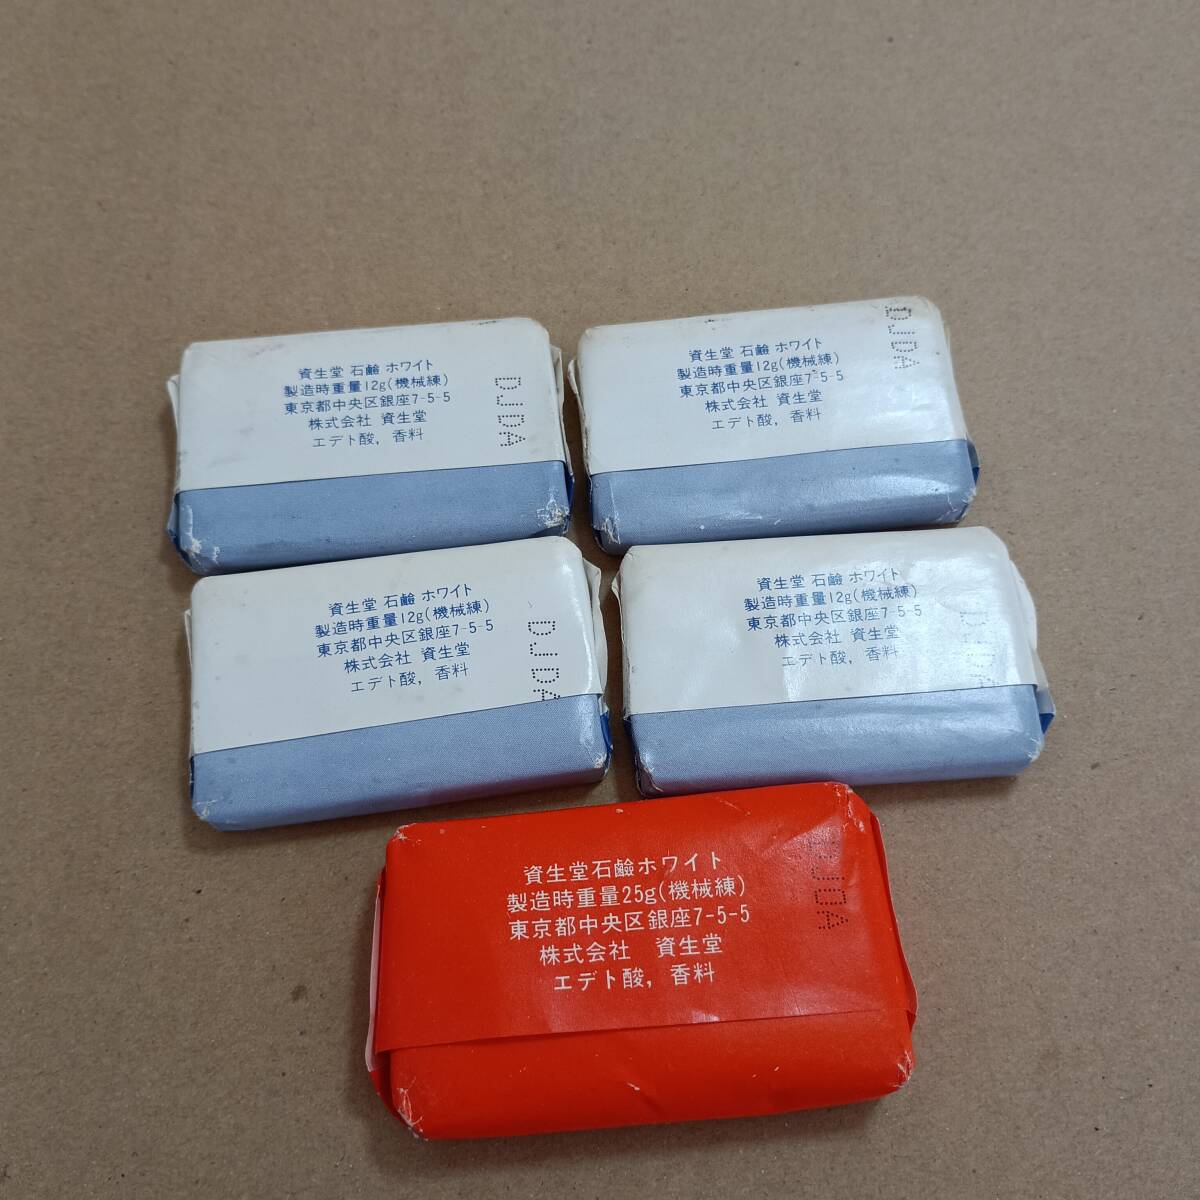 資生堂 石鹼 ホワイト
製造時重量12g(機械練)
東京都中央区銀座7-5-5
株式会社 資生堂
エデト酸，香料
DJDA
資生堂 石鹼 ホワイト
製造時重量12g(機械練)
東京都中央区銀座7-5-5
株式会社 資生堂
エデト酸，香料
DJDA
資生堂 石鹼 ホワイト
製造時重量12g(機械練)
東京都中央区銀座7-5-5
株式会社 資生堂
エデト酸，香料
DJDA
資生堂 石鹼 ホワイト
製造時重量12g(機械練)
東京都中央区銀座7-5-5
株式会社 資生堂
エデト酸，香料
資生堂石鹼ホワイト
製造時重量25g(機械練)
東京都中央区銀座7-5-5
株式会社 資生堂
エデト酸，香料